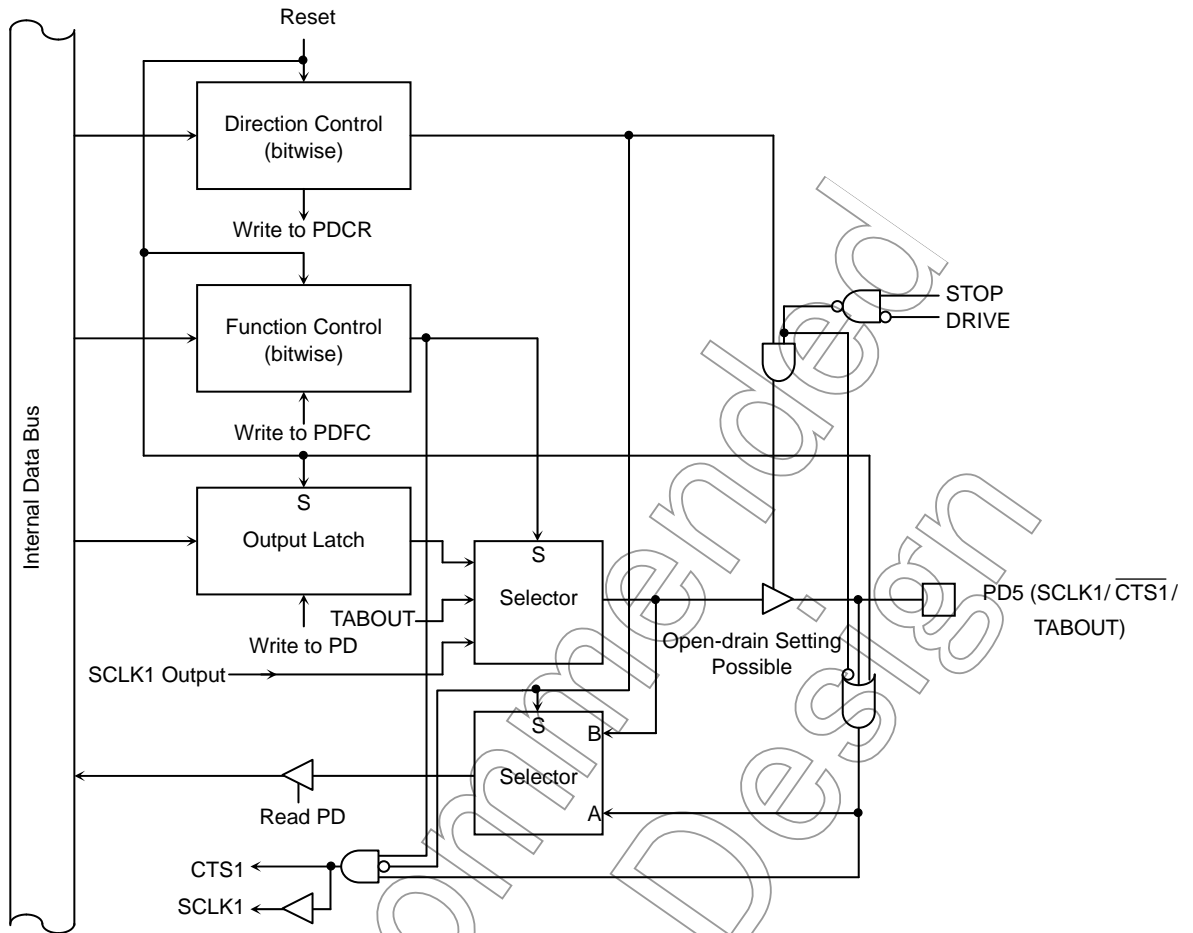 Reset
Direction Control
(bitwise)
Write to PDCR
STOP
DRIVE
Function Control
(bitwise)
Write to PDFC
Internal Data Bus
S
Output Latch
S
Selector
TABOUT
Write to PD
SCLK1 Output
PD5 (SCLK1/ CTS1/
TABOUT)
Open-drain Setting
Possible
S
B
Selector
A
Read PD
CTS1
SCLK1
ommended
Design